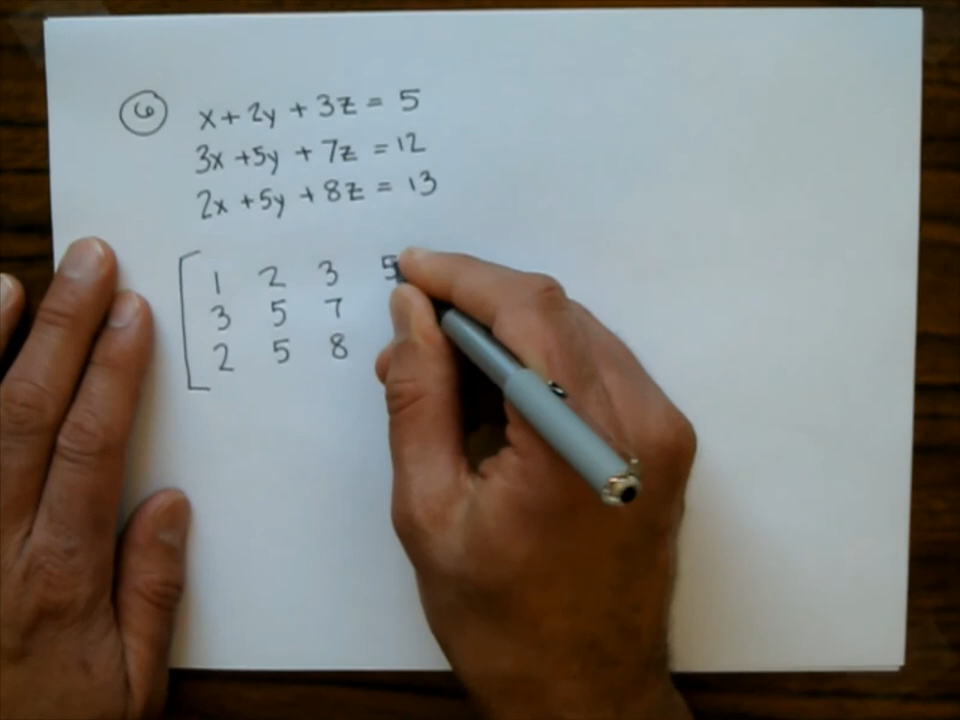 6 x + 2y + 3z = 5
3x + 5y + 7z = 12
2x + 5y + 8z = 13
[ 1 2 3 5
3 5 7
2 5 8